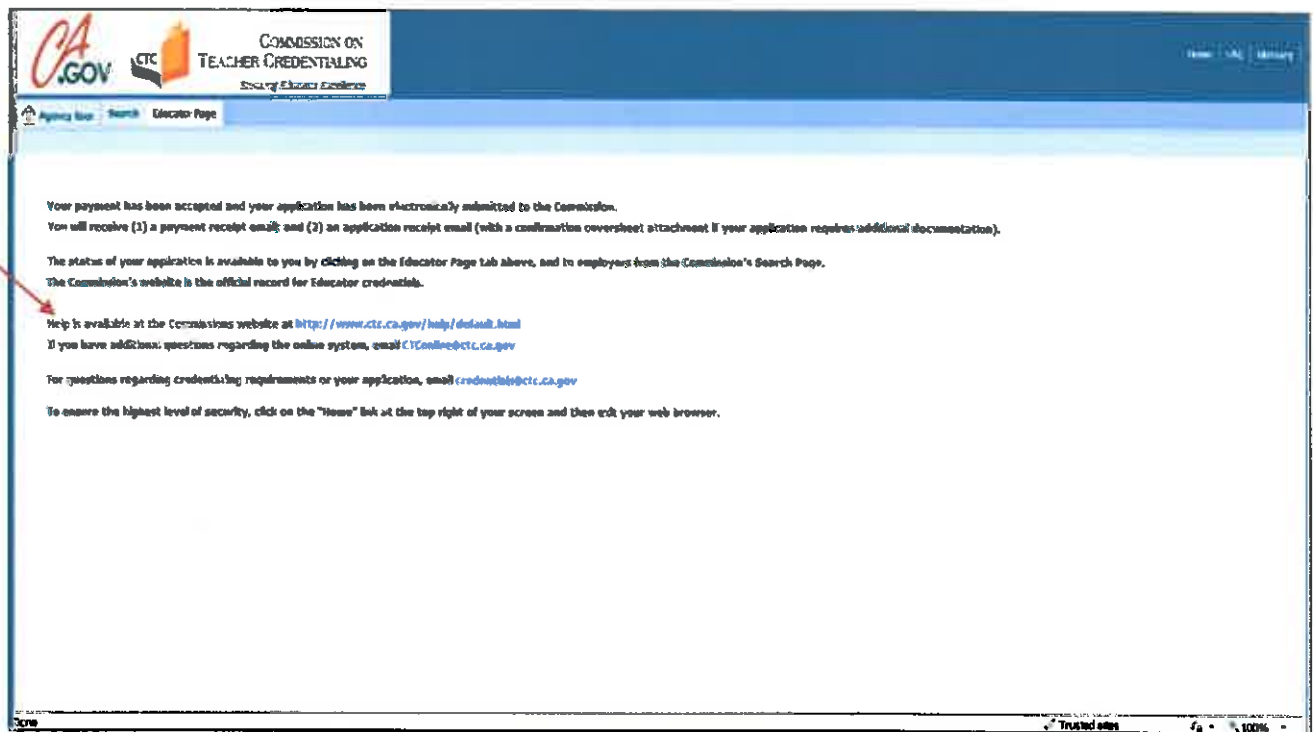 CA
.GOV
CTC
COMMISSION ON
TEACHER CREDENTIALING
Ensuring Educator Excellence
Home FAQ Glossary
Search Educator Page
Your payment has been accepted and your application has been electronically submitted to the Commission.
You will receive (1) a payment receipt email; and (2) an application receipt email (with a confirmation coversheet attachment if your application requires additional documentation).
The status of your application is available to you by clicking on the Educator Page tab above, and to employers from the Commission's Search Page.
The Commission's website is the official record for Educator credentials.
Help is available at the Commissions website at http://www.ctc.ca.gov/help/default.html
If you have additional questions regarding the online system, email CTConline@ctc.ca.gov
For questions regarding credentialing requirements or your application, email credentials@ctc.ca.gov
To ensure the highest level of security, click on the "Home" link at the top right of your screen and then exit your web browser.
Done
Trusted sites
100%